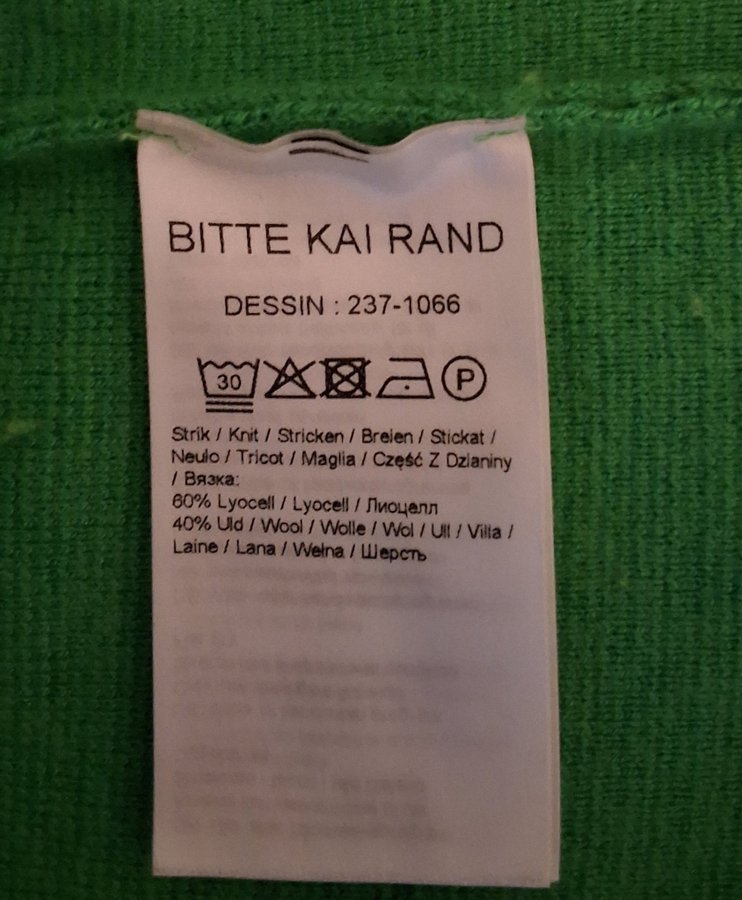 BITTE KAI RAND
DESSIN : 237-1066
30 P
Strik / Knit / Stricken / Breien / Stickat /
Neulo / Tricot / Maglia / Część Z Dzianiny
/ Вязка:
60% Lyocell / Lyocell / Лиоцелл
40% Uld / Wool / Wolle / Wol / Ull / Villa /
Laine / Lana / Wełna / Шерсть